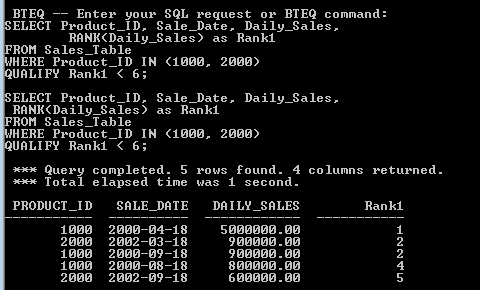 BTEQ -- Enter your SQL request or BTEQ command:
SELECT Product_ID, Sale_Date, Daily_Sales,
RANK(Daily_Sales) as Rank1
FROM Sales_Table
WHERE Product_ID IN (1000, 2000)
QUALIFY Rank1 < 6;
SELECT Product_ID, Sale_Date, Daily_Sales,
RANK(Daily_Sales) as Rank1
FROM Sales_Table
WHERE Product_ID IN (1000, 2000)
QUALIFY Rank1 < 6;
*** Query completed. 5 rows found. 4 columns returned.
*** Total elapsed time was 1 second.
PRODUCT_ID SALE_DATE DAILY_SALES Rank1
----------- ---------- ------------ -----------
1000 2000-04-18 5000000.00 1
2000 2002-03-18 900000.00 2
1000 2000-09-18 900000.00 2
1000 2000-08-18 800000.00 4
2000 2002-09-18 600000.00 5